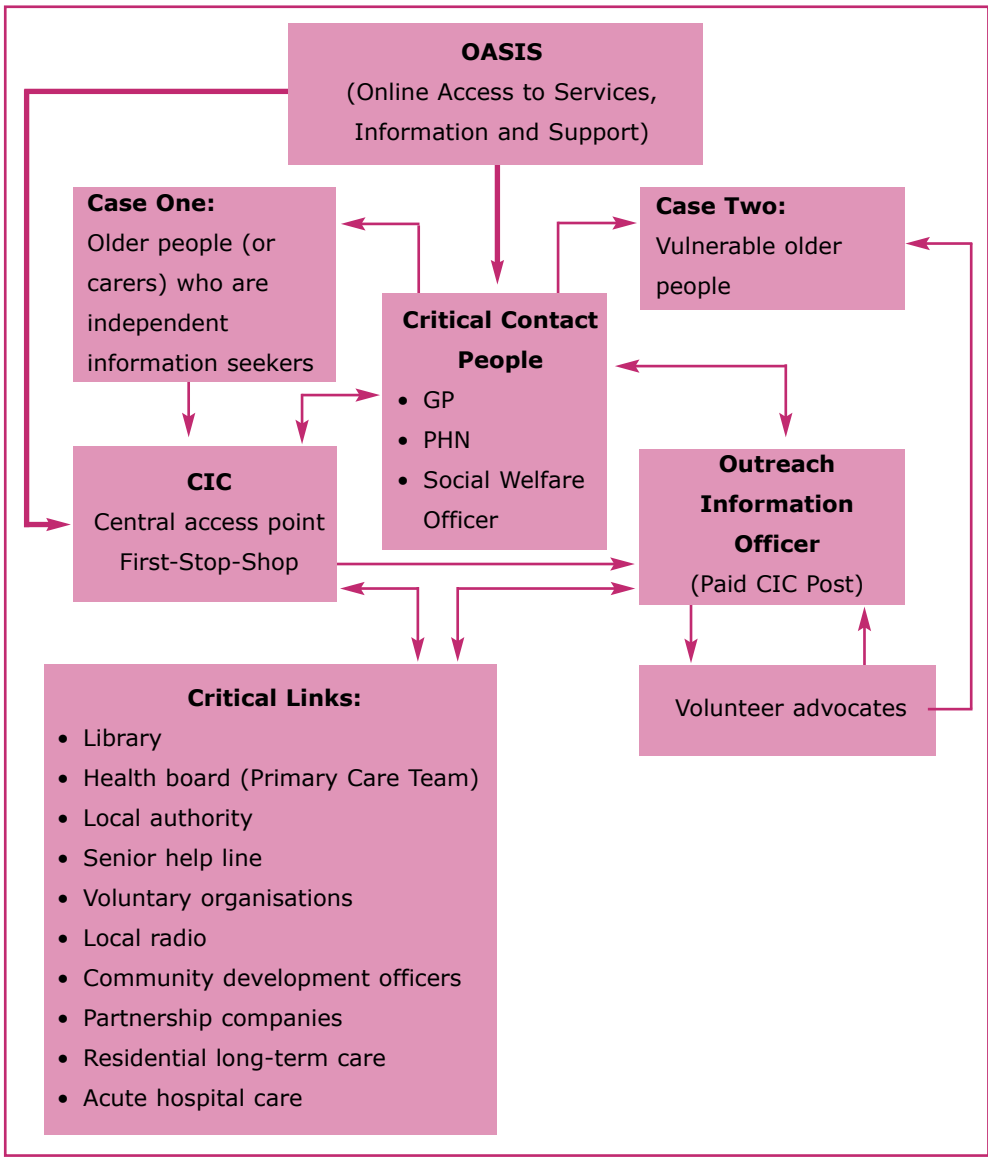 OASIS
(Online Access to Services,
Information and Support)
Case One:
Older people (or
carers) who are
independent
information seekers
Case Two:
Vulnerable older
people
Critical Contact
People
• GP
• PHN
• Social Welfare
Officer
CIC
Central access point
First-Stop-Shop
Outreach
Information
Officer
(Paid CIC Post)
Volunteer advocates
Critical Links:
• Library
• Health board (Primary Care Team)
• Local authority
• Senior help line
• Voluntary organisations
• Local radio
• Community development officers
• Partnership companies
• Residential long-term care
• Acute hospital care